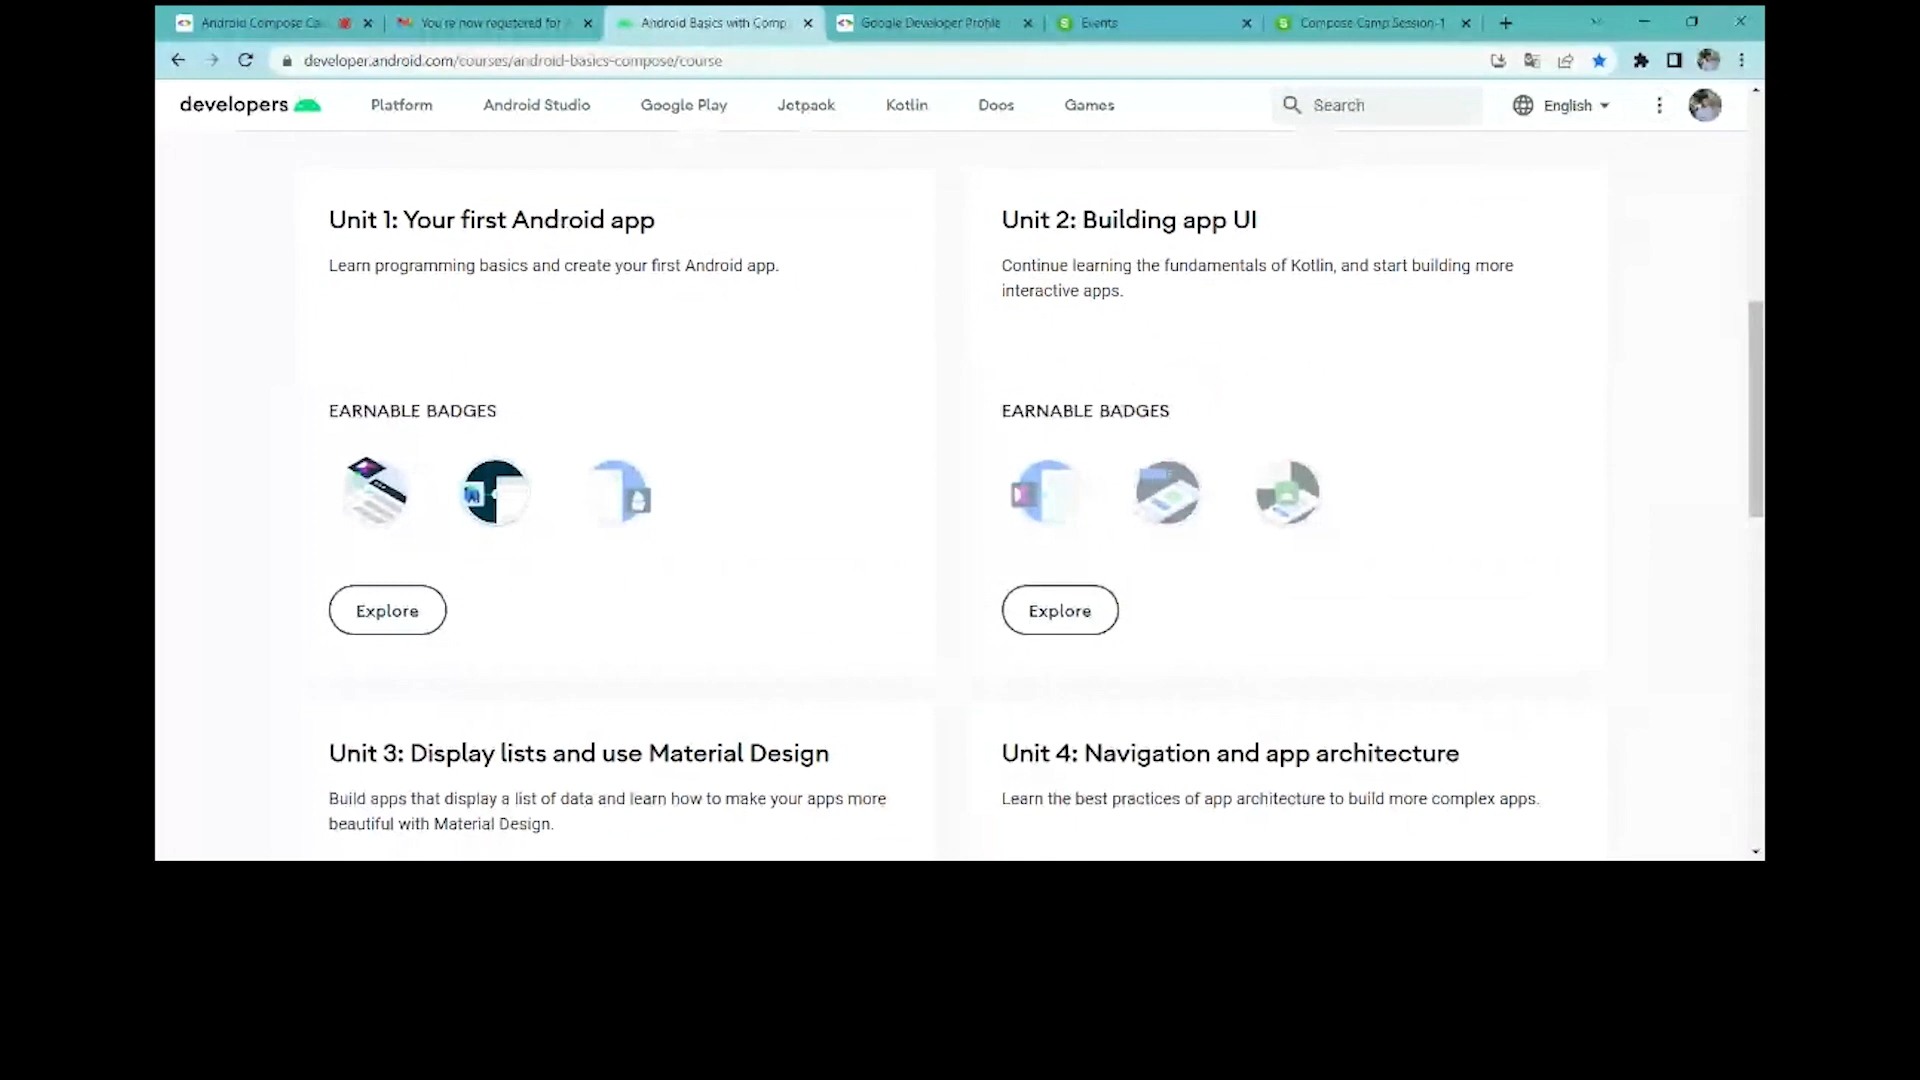 Android Compose Ca
You're now registered for
Android Basics with Comp
Google Developer Profile
Events
Compose Camp Session-1
developer.android.com/courses/android-basics-compose/course
developers
Platform
Android Studio
Google Play
Jetpack
Kotlin
Docs
Games
Search
English
Unit 1: Your first Android app
Learn programming basics and create your first Android app.
EARNABLE BADGES
Explore
Unit 2: Building app UI
Continue learning the fundamentals of Kotlin, and start building more
interactive apps.
EARNABLE BADGES
Explore
Unit 3: Display lists and use Material Design
Build apps that display a list of data and learn how to make your apps more
beautiful with Material Design.
Unit 4: Navigation and app architecture
Learn the best practices of app architecture to build more complex apps.